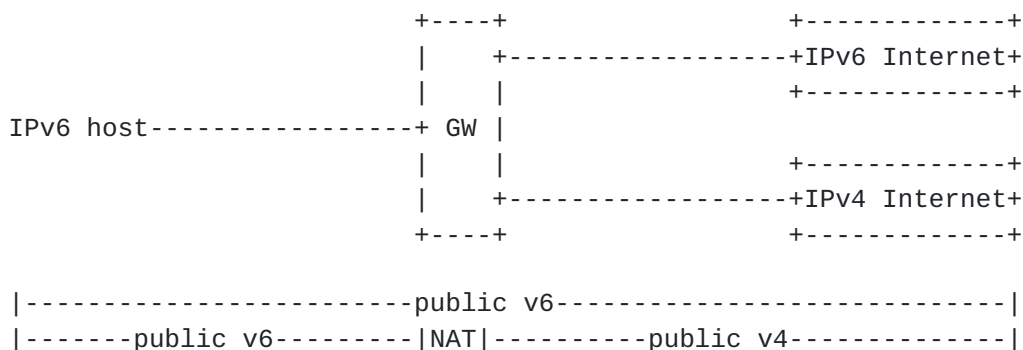 +----+                  +-------------+
|    +------------------+IPv6 Internet+
|    |                  +-------------+
IPv6 host-----------------+ GW |
|    |                  +-------------+
|    +------------------+IPv4 Internet+
+----+                  +-------------+
|-------------------------public v6-----------------------------|
|-------public v6---------|NAT|----------public v4--------------|